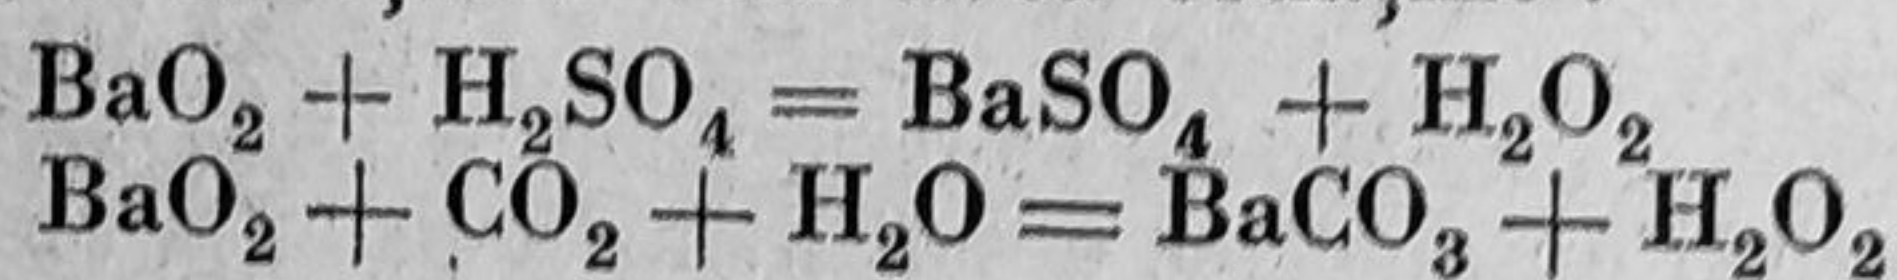 BaO₂ + H₂SO₄ = BaSO₄ + H₂O₂
BaO₂ + CO₂ + H₂O = BaCO₃ + H₂O₂